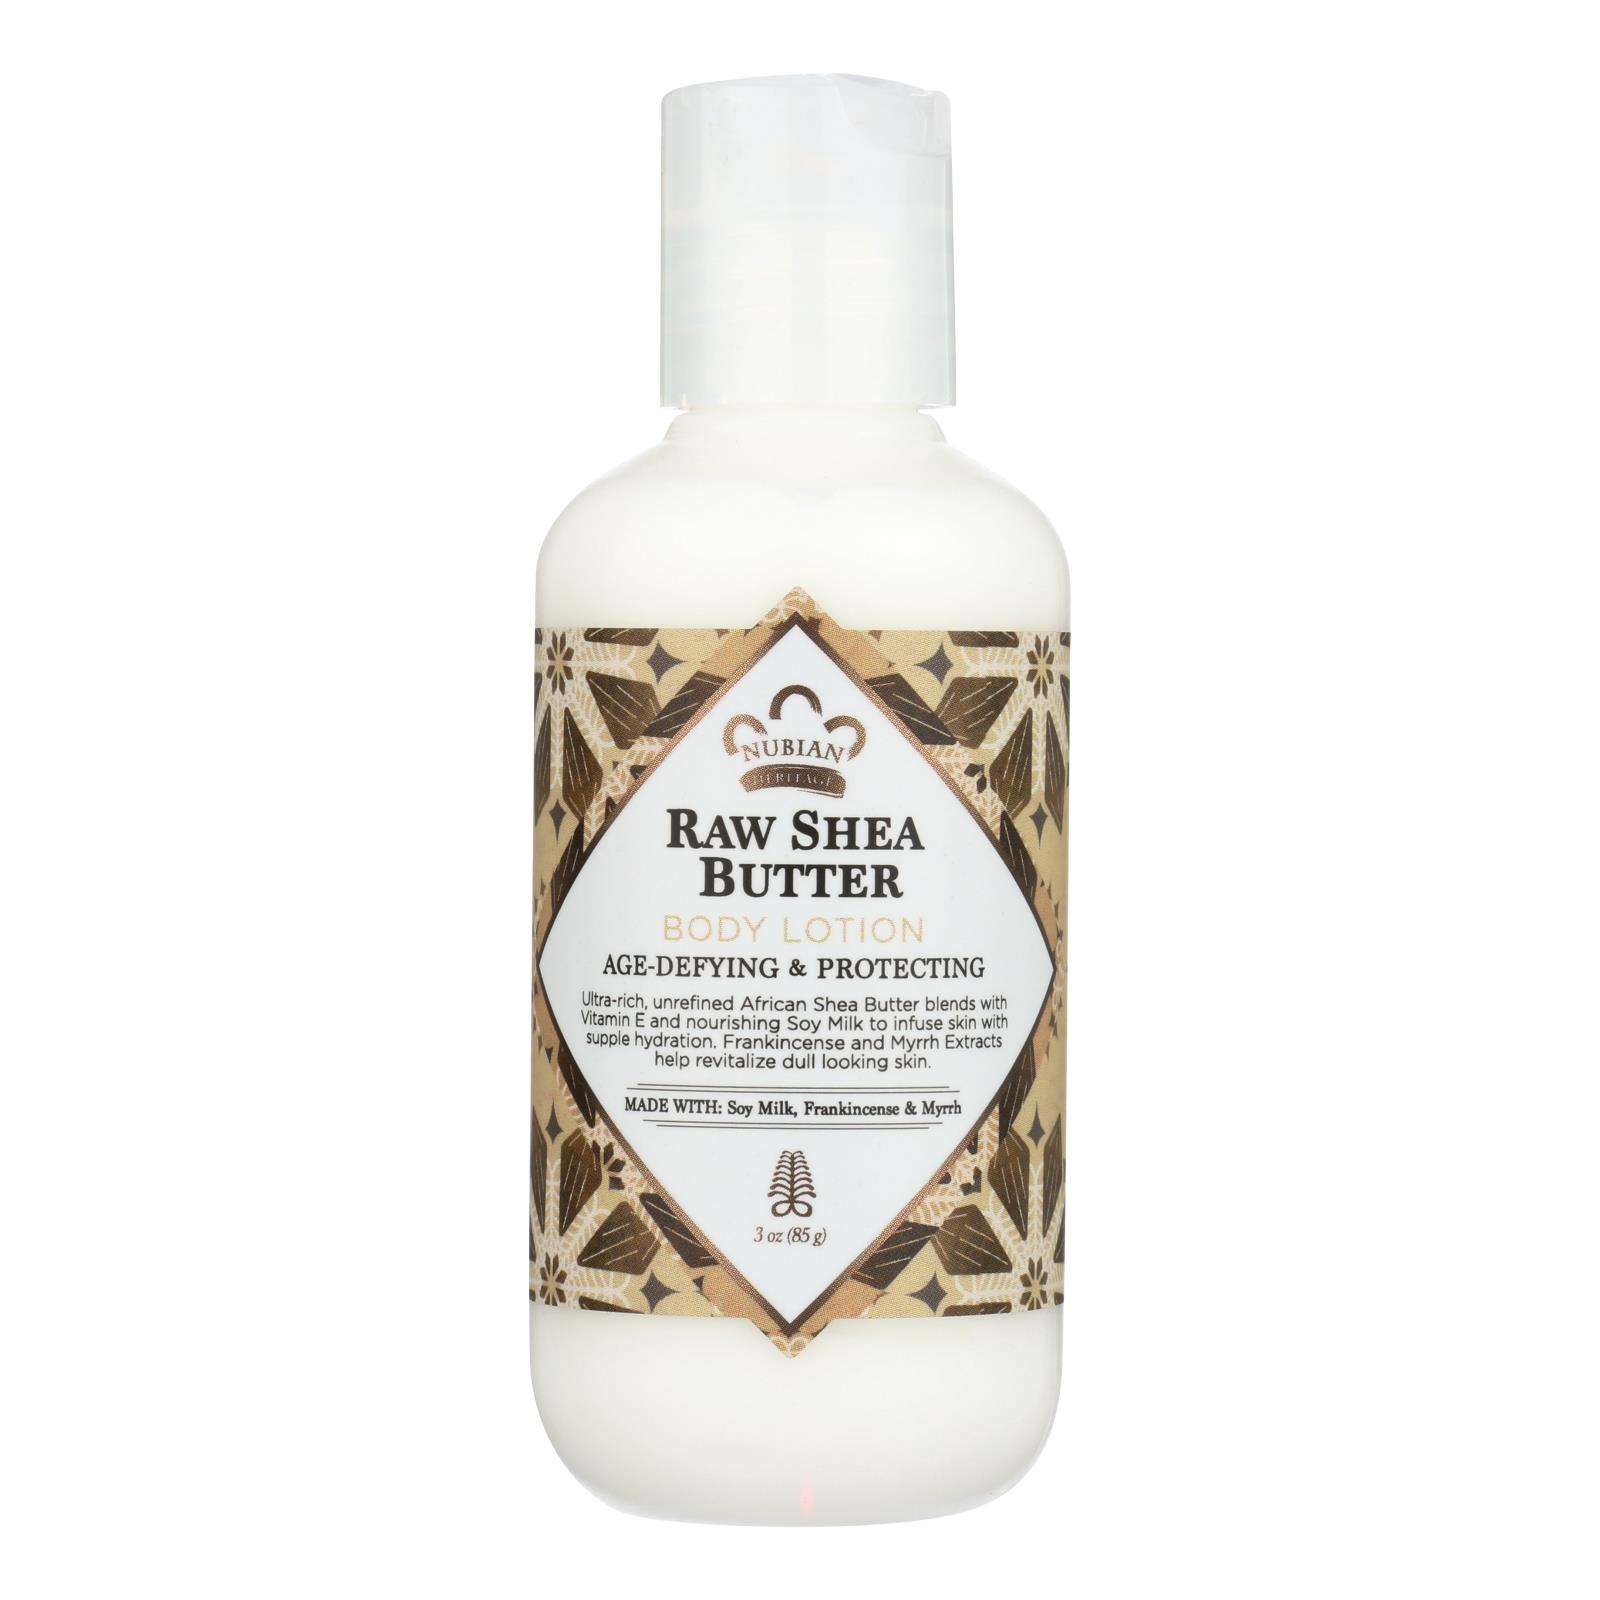 NUBIAN
HERITAGE
RAW SHEA
BUTTER
BODY LOTION
AGE-DEFYING & PROTECTING
Ultra-rich, unrefined African Shea Butter blends with
Vitamin E and nourishing Soy Milk to infuse skin with
supple hydration. Frankincense and Myrrh Extracts
help revitalize dull looking skin.
MADE WITH: Soy Milk, Frankincense & Myrrh
3 oz (85 g)